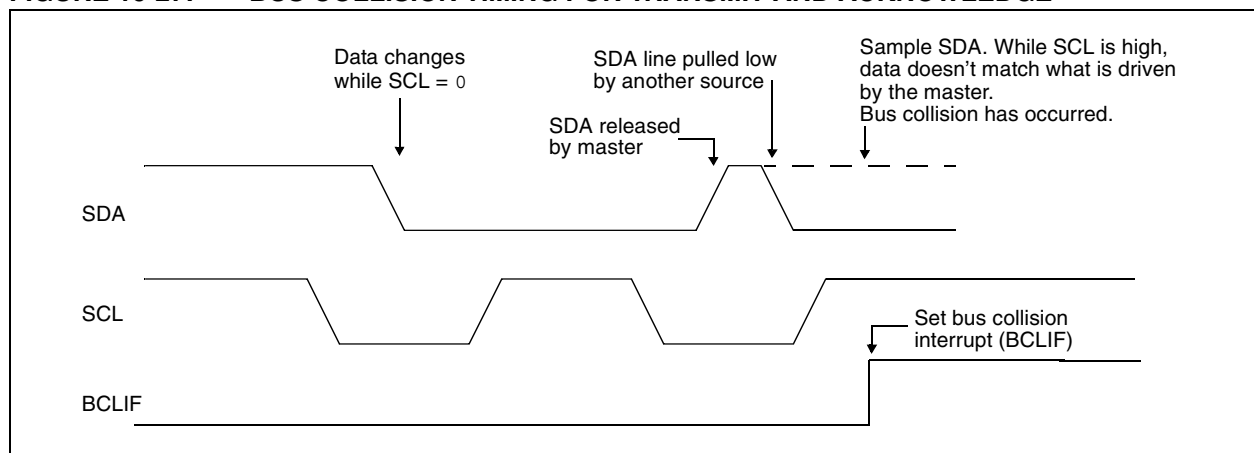 Data changes
while SCL = 0
SDA line pulled low
by another source
SDA released
by master
Sample SDA. While SCL is high,
data doesn't match what is driven
by the master.
Bus collision has occurred.
SDA
SCL
Set bus collision
interrupt (BCLIF)
BCLIF